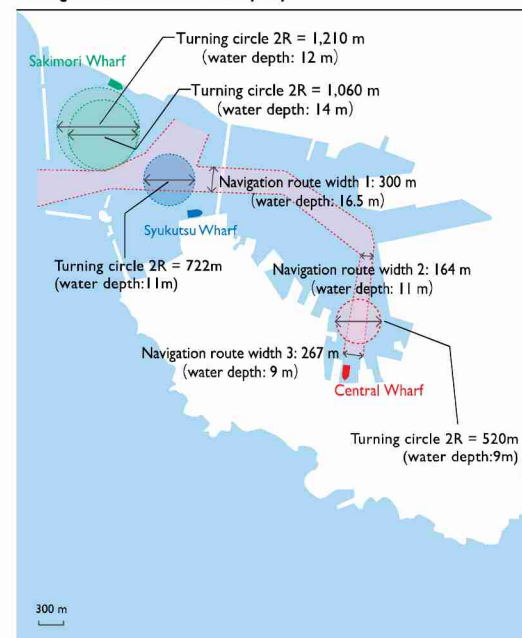 Turning circle 2R = 1,210 m
(water depth: 12 m)
Sakimori Wharf
Turning circle 2R = 1,060 m
(water depth: 14 m)
Navigation route width 1: 300 m
(water depth: 16.5 m)
Syukutsu Wharf
Turning circle 2R = 722m
(water depth:11m)
Navigation route width 2: 164 m
(water depth: 11 m)
Navigation route width 3: 267 m
(water depth: 9 m)
Central Wharf
Turning circle 2R = 520m
(water depth:9m)
300 m